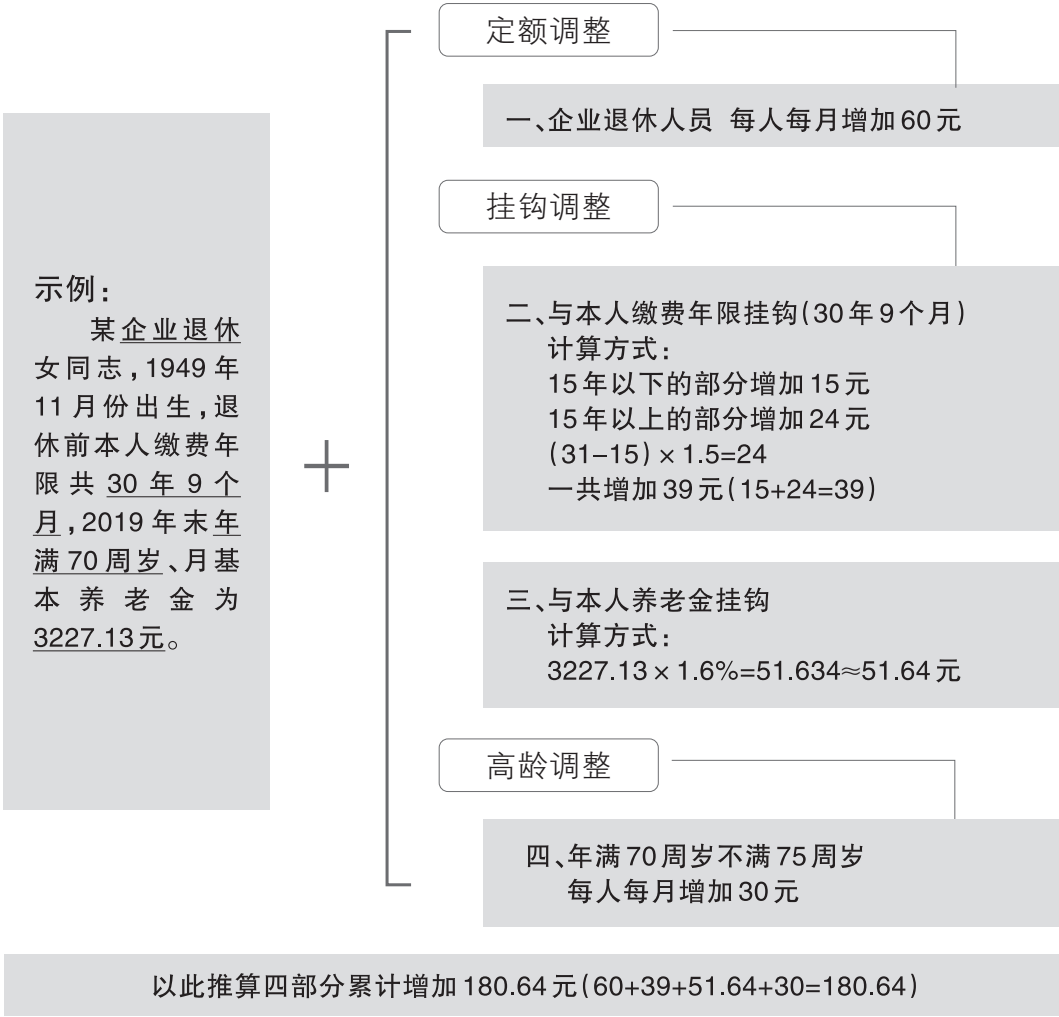 示例：
某企业退休
女同志，1949年
11月份出生，退
休前本人缴费年
限共30年9个
月，2019年末年
满70周岁、月基
本养老金为
3227.13元。
+
定额调整
一、企业退休人员 每人每月增加60元
挂钩调整
二、与本人缴费年限挂钩(30年9个月)
计算方式：
15年以下的部分增加15元
15年以上的部分增加24元
(31–15)×1.5=24
一共增加39元(15+24=39)
三、与本人养老金挂钩
计算方式：
3227.13×1.6%=51.634≈51.64元
高龄调整
四、年满70周岁不满75周岁
每人每月增加30元
以此推算四部分累计增加180.64元(60+39+51.64+30=180.64)